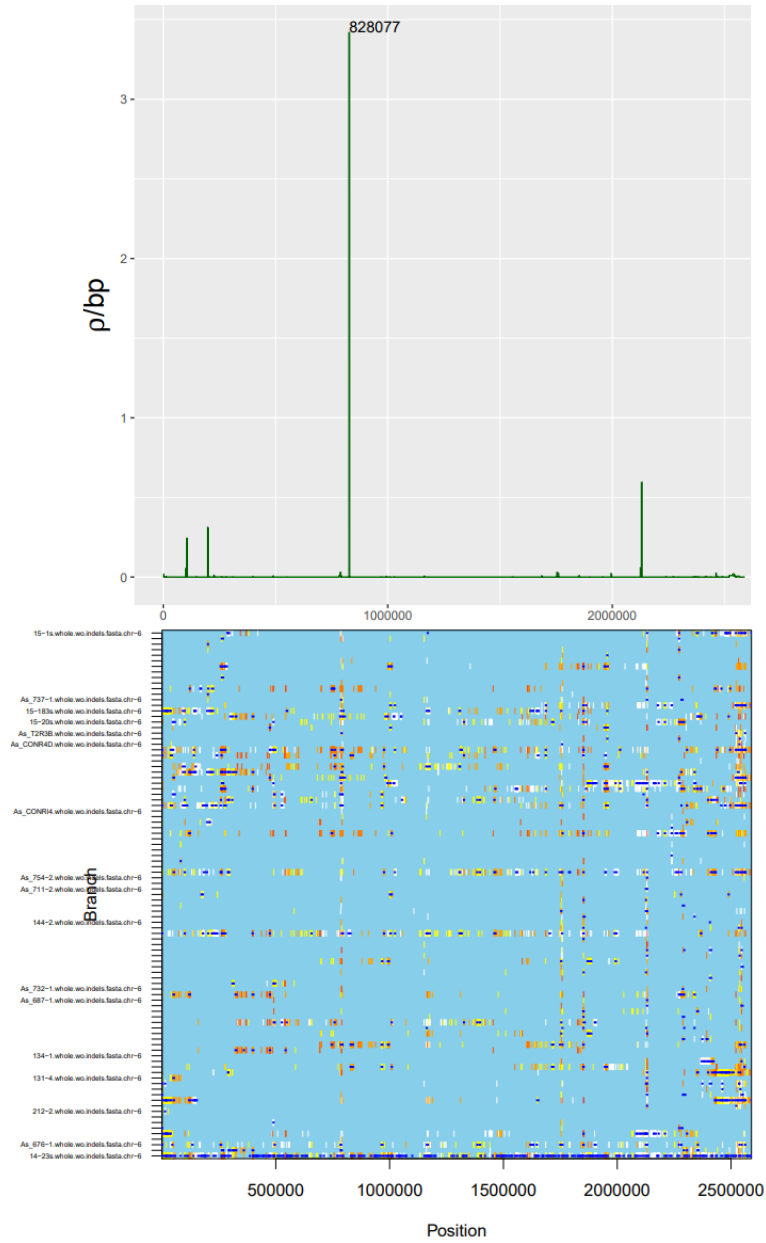 828077
3
2
1
0
ρ/bp
0 1000000 2000000
15−1s.whole.wo.indels.fasta.chr−6
As_737−1.whole.wo.indels.fasta.chr−6
15−183s.whole.wo.indels.fasta.chr−6
15−20s.whole.wo.indels.fasta.chr−6
As_T2R3B.whole.wo.indels.fasta.chr−6
As_CONR4D.whole.wo.indels.fasta.chr−6
As_CONRI4.whole.wo.indels.fasta.chr−6
As_754−2.whole.wo.indels.fasta.chr−6
As_711−2.whole.wo.indels.fasta.chr−6
Branch
144−2.whole.wo.indels.fasta.chr−6
As_732−1.whole.wo.indels.fasta.chr−6
As_687−1.whole.wo.indels.fasta.chr−6
134−1.whole.wo.indels.fasta.chr−6
131−4.whole.wo.indels.fasta.chr−6
212−2.whole.wo.indels.fasta.chr−6
As_676−1.whole.wo.indels.fasta.chr−6
14−23s.whole.wo.indels.fasta.chr−6
500000 1000000 1500000 2000000 2500000
Position